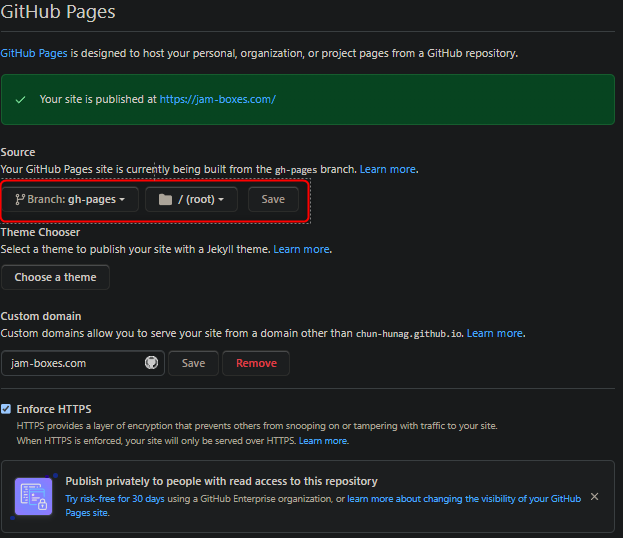 GitHub Pages
GitHub Pages is designed to host your personal, organization, or project pages from a GitHub repository.
Your site is published at https://jam-boxes.com/
Source
Your GitHub Pages site is currently being built from the gh-pages branch. Learn more.
Branch: gh-pages / (root) Save
Theme Chooser
Select a theme to publish your site with a Jekyll theme. Learn more.
Choose a theme
Custom domain
Custom domains allow you to serve your site from a domain other than chun-hunag.github.io. Learn more.
jam-boxes.com Save Remove
Enforce HTTPS
HTTPS provides a layer of encryption that prevents others from snooping on or tampering with traffic to your site.
When HTTPS is enforced, your site will only be served over HTTPS. Learn more.
Publish privately to people with read access to this repository
Try risk-free for 30 days using a GitHub Enterprise organization, or learn more about changing the visibility of your GitHub
Pages site.